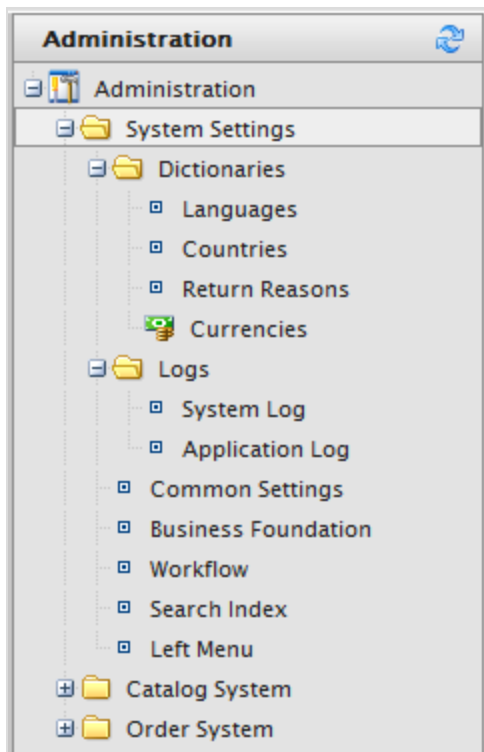 Administration
Administration
System Settings
Dictionaries
Languages
Countries
Return Reasons
Currencies
Logs
System Log
Application Log
Common Settings
Business Foundation
Workflow
Search Index
Left Menu
Catalog System
Order System